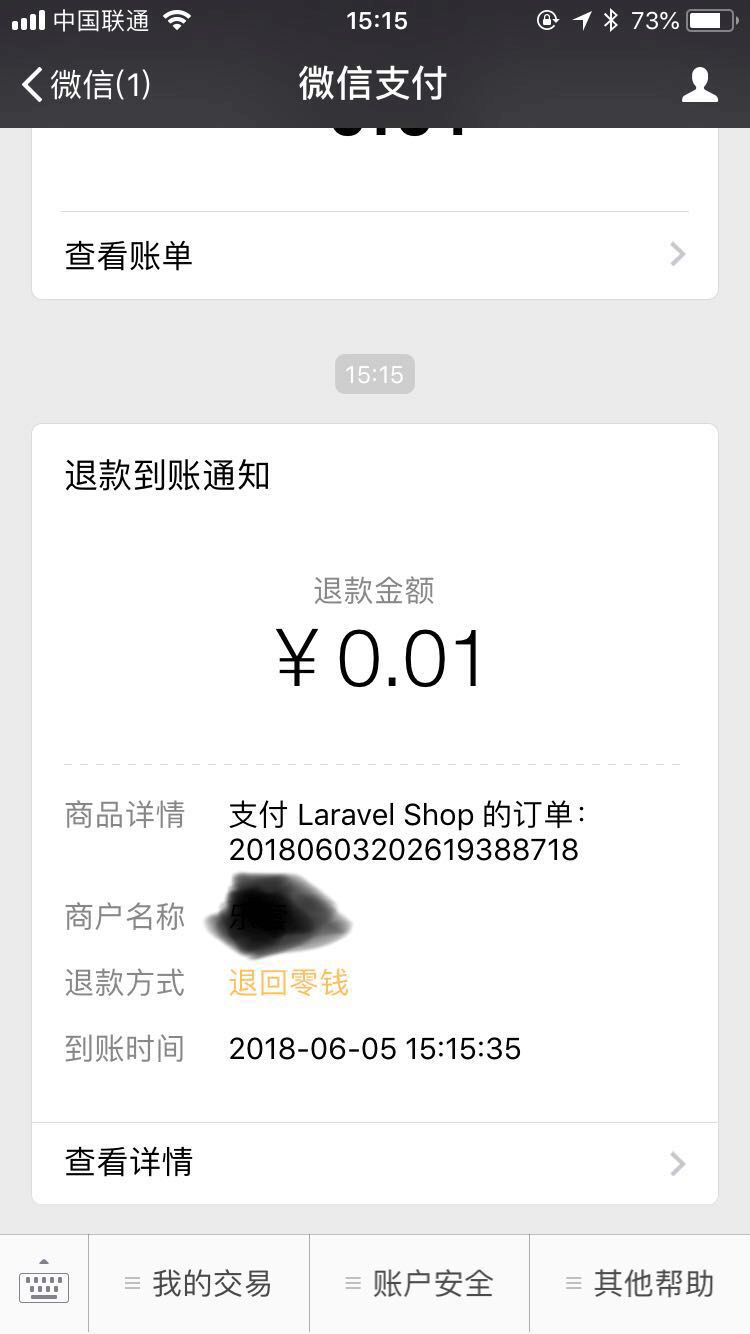 中国联通
15:15
73%
微信(1)
微信支付
查看账单
15:15
退款到账通知
退款金额
￥0.01
商品详情
支付 Laravel Shop 的订单：
20180603202619388718
商户名称
退款方式
退回零钱
到账时间
2018-06-05 15:15:35
查看详情
我的交易
账户安全
其他帮助